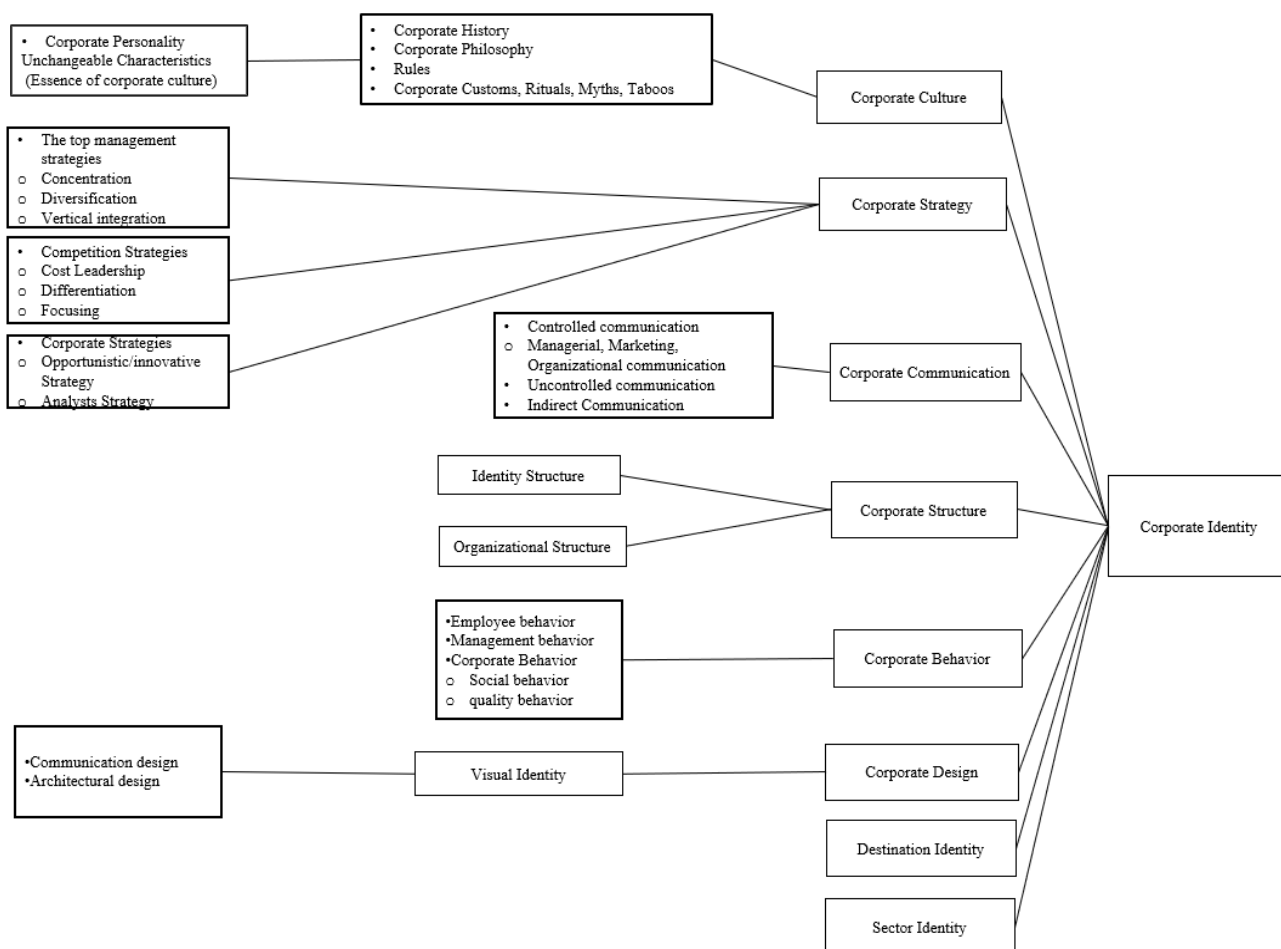 • Corporate Personality
Unchangeable Characteristics
(Essence of corporate culture)
• Corporate History
• Corporate Philosophy
• Rules
• Corporate Customs, Rituals, Myths, Taboos
Corporate Culture
• The top management
strategies
o Concentration
o Diversification
o Vertical integration
Corporate Strategy
• Competition Strategies
o Cost Leadership
o Differentiation
o Focusing
• Corporate Strategies
o Opportunistic/innovative
Strategy
o Analysts Strategy
• Controlled communication
o Managerial, Marketing,
Organizational communication
• Uncontrolled communication
• Indirect Communication
Corporate Communication
Identity Structure
Organizational Structure
Corporate Structure
Corporate Identity
•Employee behavior
•Management behavior
•Corporate Behavior
o Social behavior
o quality behavior
Corporate Behavior
•Communication design
•Architectural design
Visual Identity
Corporate Design
Destination Identity
Sector Identity